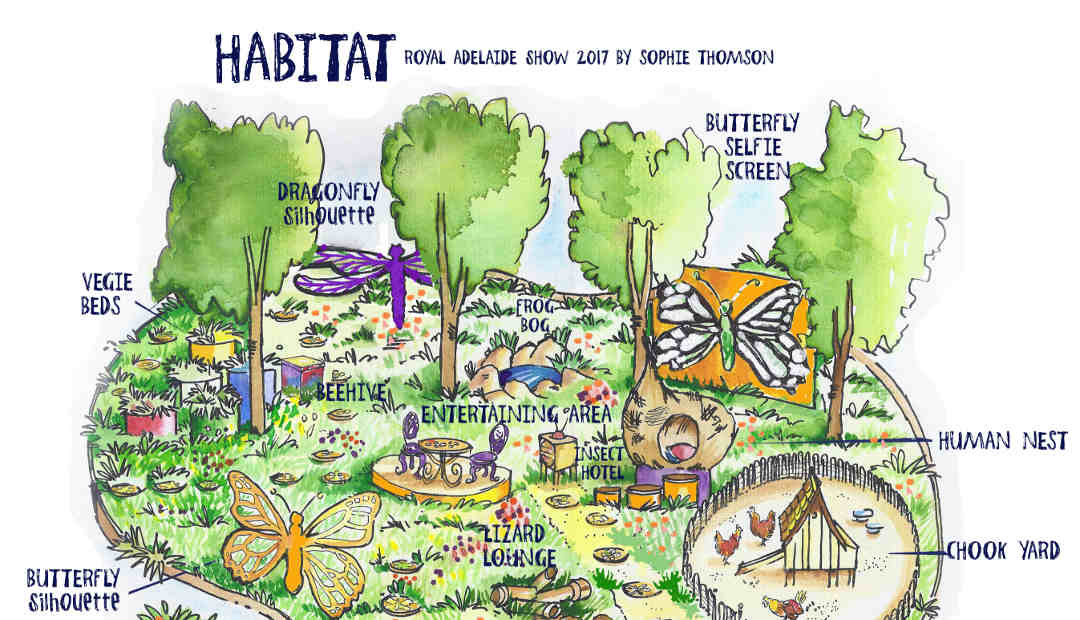 HABITAT ROYAL ADELAIDE SHOW 2017 BY SOPHIE THOMSON
BUTTERFLY
SELFIE
SCREEN
DRAGONFLY
silhouette
VEGIE
BEDS
FROG
BOG
BEEHIVE
ENTERTAINING AREA
HUMAN NEST
INSECT
HOTEL
LIZARD
LOUNGE
CHOOK YARD
BUTTERFLY
silhouette